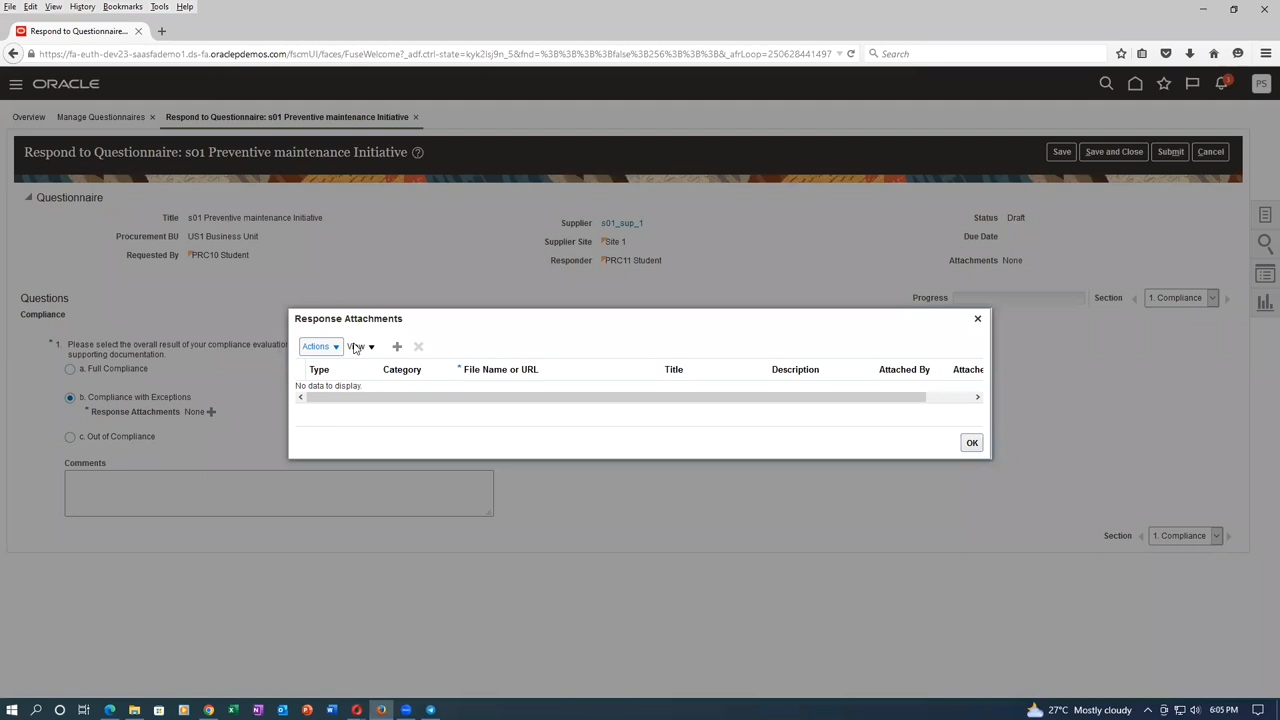 File Edit View History Bookmarks Tools Help
Respond to Questionnaire...
https://fa-euth-dev23-saasfademo1.ds-fa.oraclepdemos.com/fscmUI/faces/FuseWelcome?_adf.ctrl-state=kyk2lsj9n_5&fnd=%3B%3B%3B%3Bfalse%3B256%3B%3B%3B&_afrLoop=250628441497
Search
ORACLE
3
PS
Overview Manage Questionnaires × Respond to Questionnaire: s01 Preventive maintenance Initiative ×
Respond to Questionnaire: s01 Preventive maintenance Initiative ?
Save Save and Close Submit Cancel
Questionnaire
Title s01 Preventive maintenance Initiative
Supplier s01_sup_1
Status Draft
Procurement BU US1 Business Unit
Supplier Site Site 1
Due Date
Requested By PRC10 Student
Responder PRC11 Student
Attachments None
Questions
Progress Section 1. Compliance
Compliance
Response Attachments
* 1. Please select the overall result of your compliance evaluation
supporting documentation.
a. Full Compliance
b. Compliance with Exceptions
* Response Attachments None
c. Out of Compliance
Comments
Actions View
Type Category * File Name or URL Title Description Attached By Attache
No data to display.
OK
Section 1. Compliance
27°C Mostly cloudy 6:05 PM